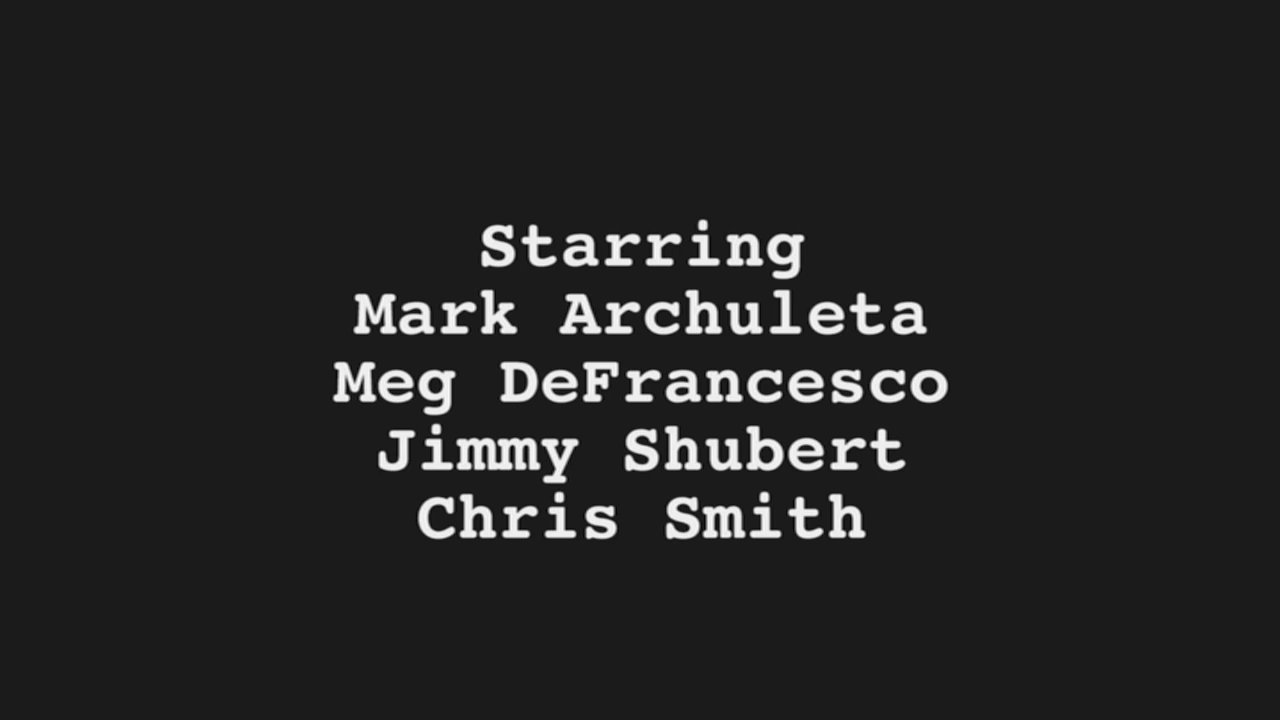 Starring
Mark Archuleta
Meg DeFrancesco
Jimmy Shubert
Chris Smith